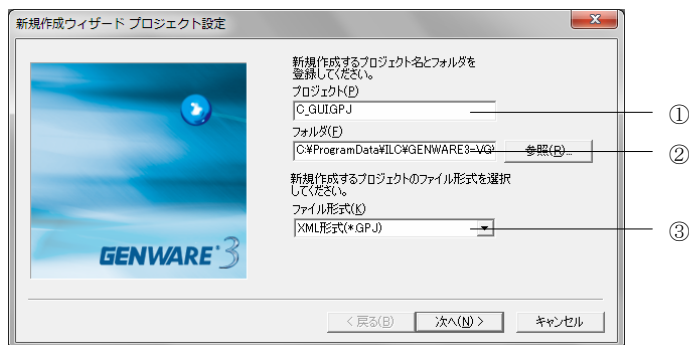 新規作成ウィザード プロジェクト設定
新規作成するプロジェクト名とフォルダを
登録してください。
プロジェクト(P)
C_GUI.GPJ
①
フォルダ(F)
C:¥ProgramData¥ILC¥GENWARE3-VG¥
参照(R)...
②
新規作成するプロジェクトのファイル形式を選択
してください。
ファイル形式(K)
XML形式(*.GPJ)
③
GENWARE 3
< 戻る(B)
次へ(N) >
キャンセル